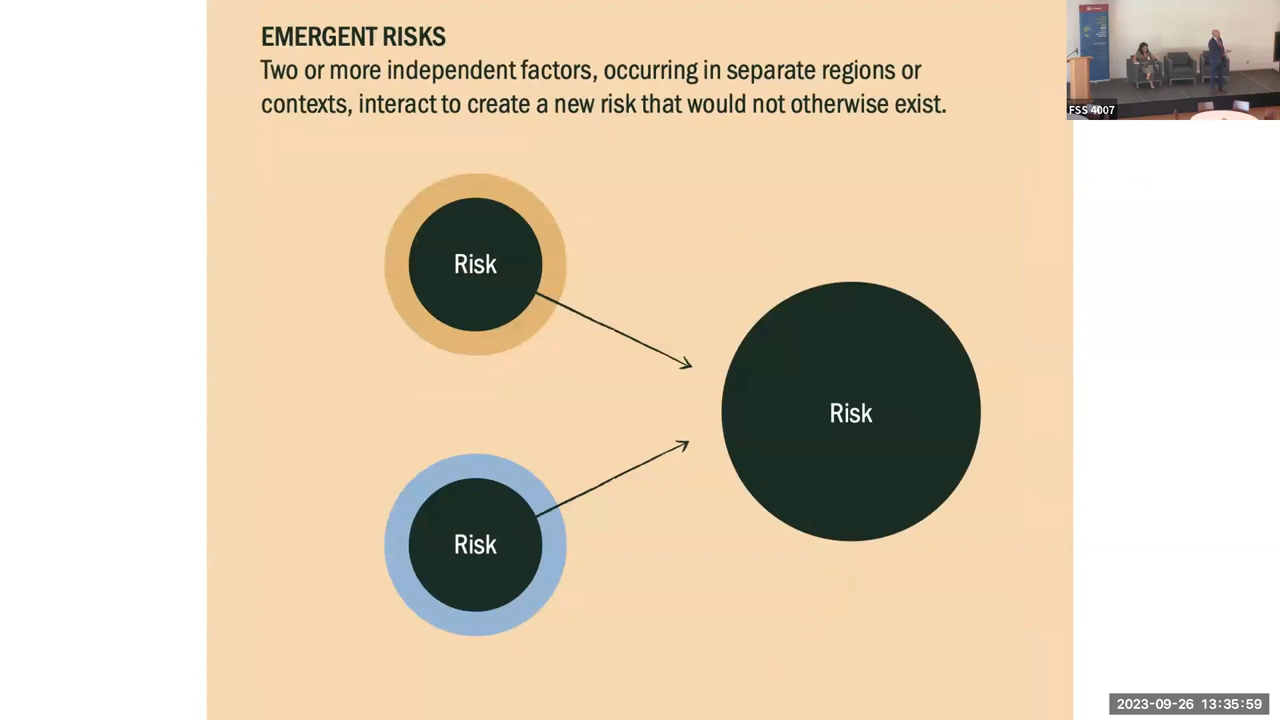 EMERGENT RISKS
Two or more independent factors, occurring in separate regions or
contexts, interact to create a new risk that would not otherwise exist.
Risk
Risk
Risk
FSS 4007
2023-09-26 13:35:59